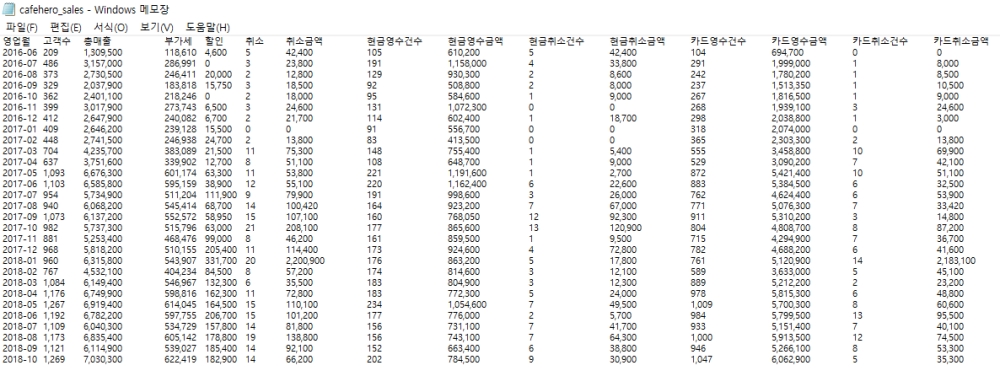 cafehero_sales - Windows 메모장
파일(F) 편집(E) 서식(O) 보기(V) 도움말(H)
영업월 고객수 총매출 부가세 할인 취소 취소금액 현금영수건수 현금영수금액 현금취소건수 현금취소금액 카드영수건수 카드영수금액 카드취소건수 카드취소금액
2016-06 209 1,309,500 118,610 4,600 5 42,400 105 610,200 5 42,400 104 694,700 0 0
2016-07 486 3,157,000 286,991 0 3 23,800 191 1,158,000 4 33,800 291 1,999,000 1 8,000
2016-08 373 2,730,500 246,411 20,000 2 12,800 129 930,300 2 8,600 242 1,780,200 1 8,500
2016-09 329 2,037,900 183,818 15,750 3 18,500 92 508,800 2 8,000 237 1,513,350 1 10,500
2016-10 362 2,401,100 218,246 0 2 18,000 95 584,600 1 9,000 267 1,816,500 1 9,000
2016-11 399 3,017,900 273,743 6,500 3 24,600 131 1,072,300 0 0 268 1,939,100 3 24,600
2016-12 412 2,647,900 240,082 6,700 2 21,700 114 602,400 1 18,700 298 2,038,800 1 3,000
2017-01 409 2,646,200 239,128 15,500 0 0 91 556,700 0 0 318 2,074,000 0 0
2017-02 448 2,741,500 246,938 24,700 2 13,800 83 413,500 0 0 365 2,303,300 2 13,800
2017-03 704 4,235,700 383,089 21,500 11 75,300 148 755,400 1 5,400 555 3,458,800 10 69,900
2017-04 637 3,751,600 339,902 12,700 8 51,100 108 648,700 1 9,000 529 3,090,200 7 42,100
2017-05 1,093 6,676,300 601,174 63,300 11 53,800 221 1,191,600 1 2,700 872 5,421,400 10 51,100
2017-06 1,103 6,585,800 595,159 38,900 12 55,100 220 1,162,400 6 22,600 883 5,384,500 6 32,500
2017-07 954 5,734,900 511,204 111,900 9 79,900 191 998,600 3 26,000 762 4,624,400 6 53,900
2017-08 940 6,068,200 545,414 68,700 14 100,420 164 923,200 7 67,000 771 5,076,300 7 33,420
2017-09 1,073 6,137,200 552,572 58,950 15 107,100 160 768,050 12 92,300 911 5,310,200 3 14,800
2017-10 982 5,737,300 515,796 63,000 21 208,100 177 865,600 13 120,900 804 4,808,700 8 87,200
2017-11 881 5,253,400 468,476 99,000 8 46,200 161 859,500 1 9,500 715 4,294,900 7 36,700
2017-12 968 5,818,200 510,155 205,400 11 114,400 173 924,600 4 72,800 782 4,688,200 6 41,600
2018-01 960 6,315,800 543,907 331,700 20 2,200,900 176 863,200 5 17,800 761 5,120,900 14 2,183,100
2018-02 767 4,532,100 404,234 84,500 8 57,200 174 814,600 3 12,100 589 3,633,000 5 45,100
2018-03 1,084 6,149,400 546,967 132,300 6 35,500 183 804,900 3 12,300 889 5,212,200 2 23,200
2018-04 1,176 6,749,900 598,816 162,300 11 72,800 183 772,300 5 24,000 978 5,815,300 6 48,800
2018-05 1,267 6,919,400 614,045 164,500 15 110,100 234 1,054,600 7 49,500 1,009 5,700,300 8 60,600
2018-06 1,192 6,782,200 597,755 206,700 15 101,200 177 776,000 2 5,700 984 5,799,500 13 95,500
2018-07 1,109 6,040,300 534,729 157,800 14 81,800 156 731,100 7 41,700 933 5,151,400 7 40,100
2018-08 1,173 6,835,400 605,142 178,800 19 138,800 156 743,100 7 64,300 1,000 5,913,500 12 74,500
2018-09 1,121 6,114,900 539,027 185,400 14 92,100 152 663,400 6 38,800 946 5,266,100 8 53,300
2018-10 1,269 7,030,300 622,419 182,900 14 66,200 202 784,500 9 30,900 1,047 6,062,900 5 35,300